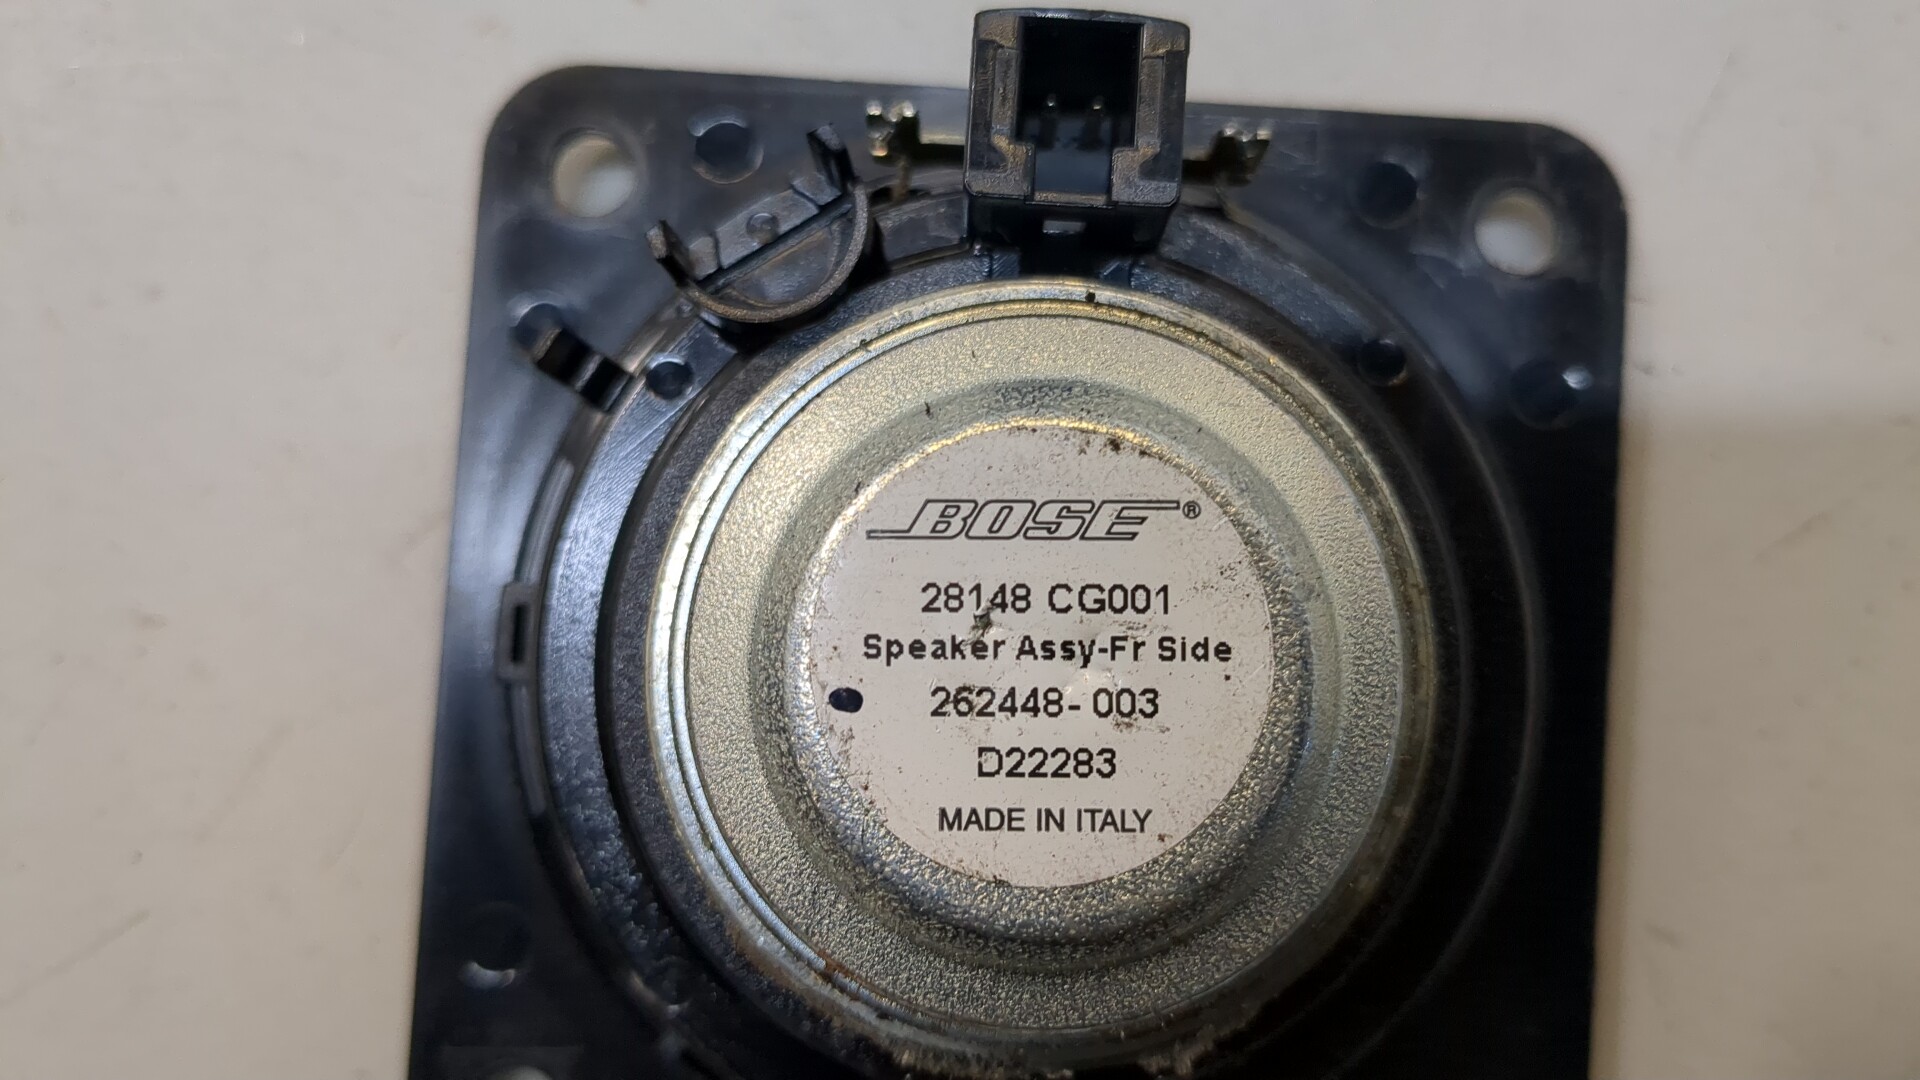 BOSE®
28148 CG001
Speaker Assy-Fr Side
262448-003
D22283
MADE IN ITALY